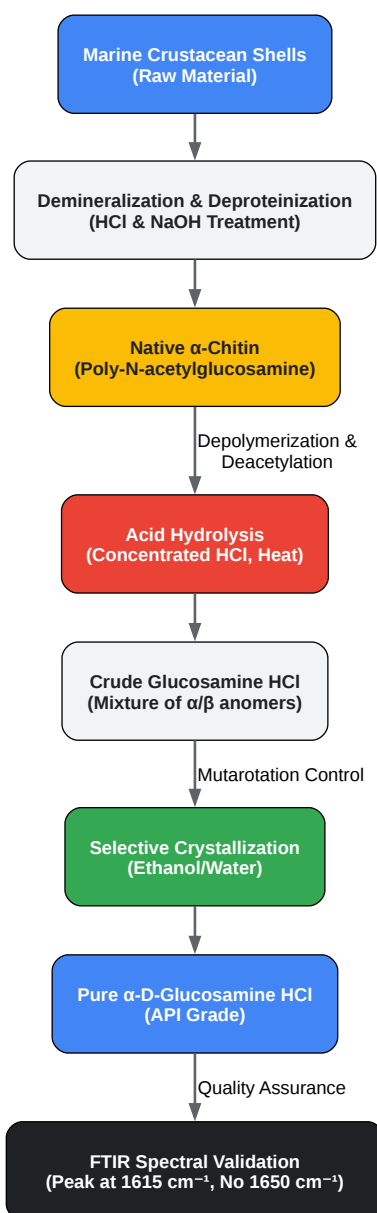 Marine Crustacean Shells
(Raw Material)
Demineralization & Deproteinization
(HCl & NaOH Treatment)
Native α-Chitin
(Poly-N-acetylglucosamine)
Depolymerization &
Deacetylation
Acid Hydrolysis
(Concentrated HCl, Heat)
Crude Glucosamine HCl
(Mixture of α/β anomers)
Mutarotation Control
Selective Crystallization
(Ethanol/Water)
Pure α-D-Glucosamine HCl
(API Grade)
Quality Assurance
FTIR Spectral Validation
(Peak at 1615 cm⁻¹, No 1650 cm⁻¹)